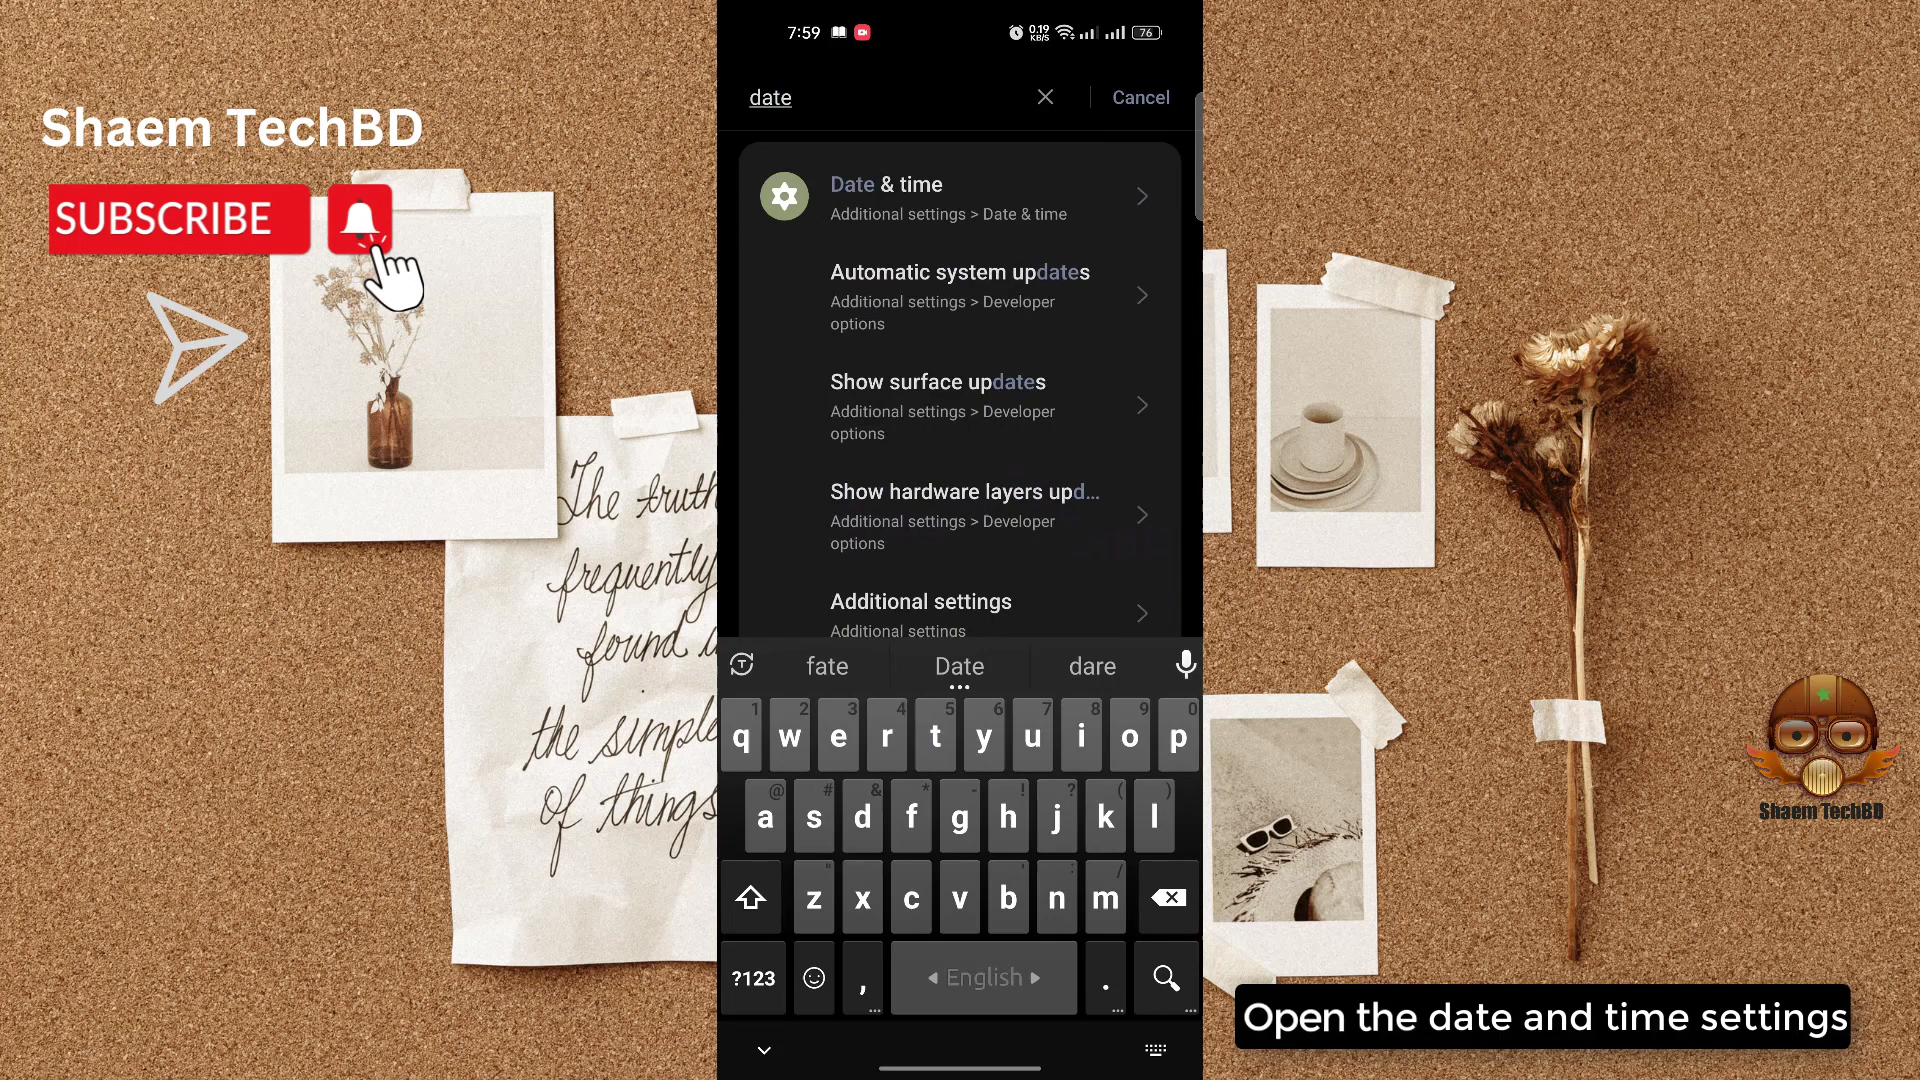 Shaem TechBD
SUBSCRIBE
The truth
frequently
found
the simple
of things
7:59
0.19
KB/S
76
date
Cancel
Date & time
Additional settings > Date & time
Automatic system updates
Additional settings > Developer
options
Show surface updates
Additional settings > Developer
options
Show hardware layers upd...
Additional settings > Developer
options
Additional settings
Additional settings
fate Date dare
1 2 3 4 5 6 7 8 9 0
q w e r t y u i o p
@ # & * - ! ? ( )
a s d f g h j k l
" ' : ; /
z x c v b n m
?123 , English .
Shaem TechBD
Open the date and time settings